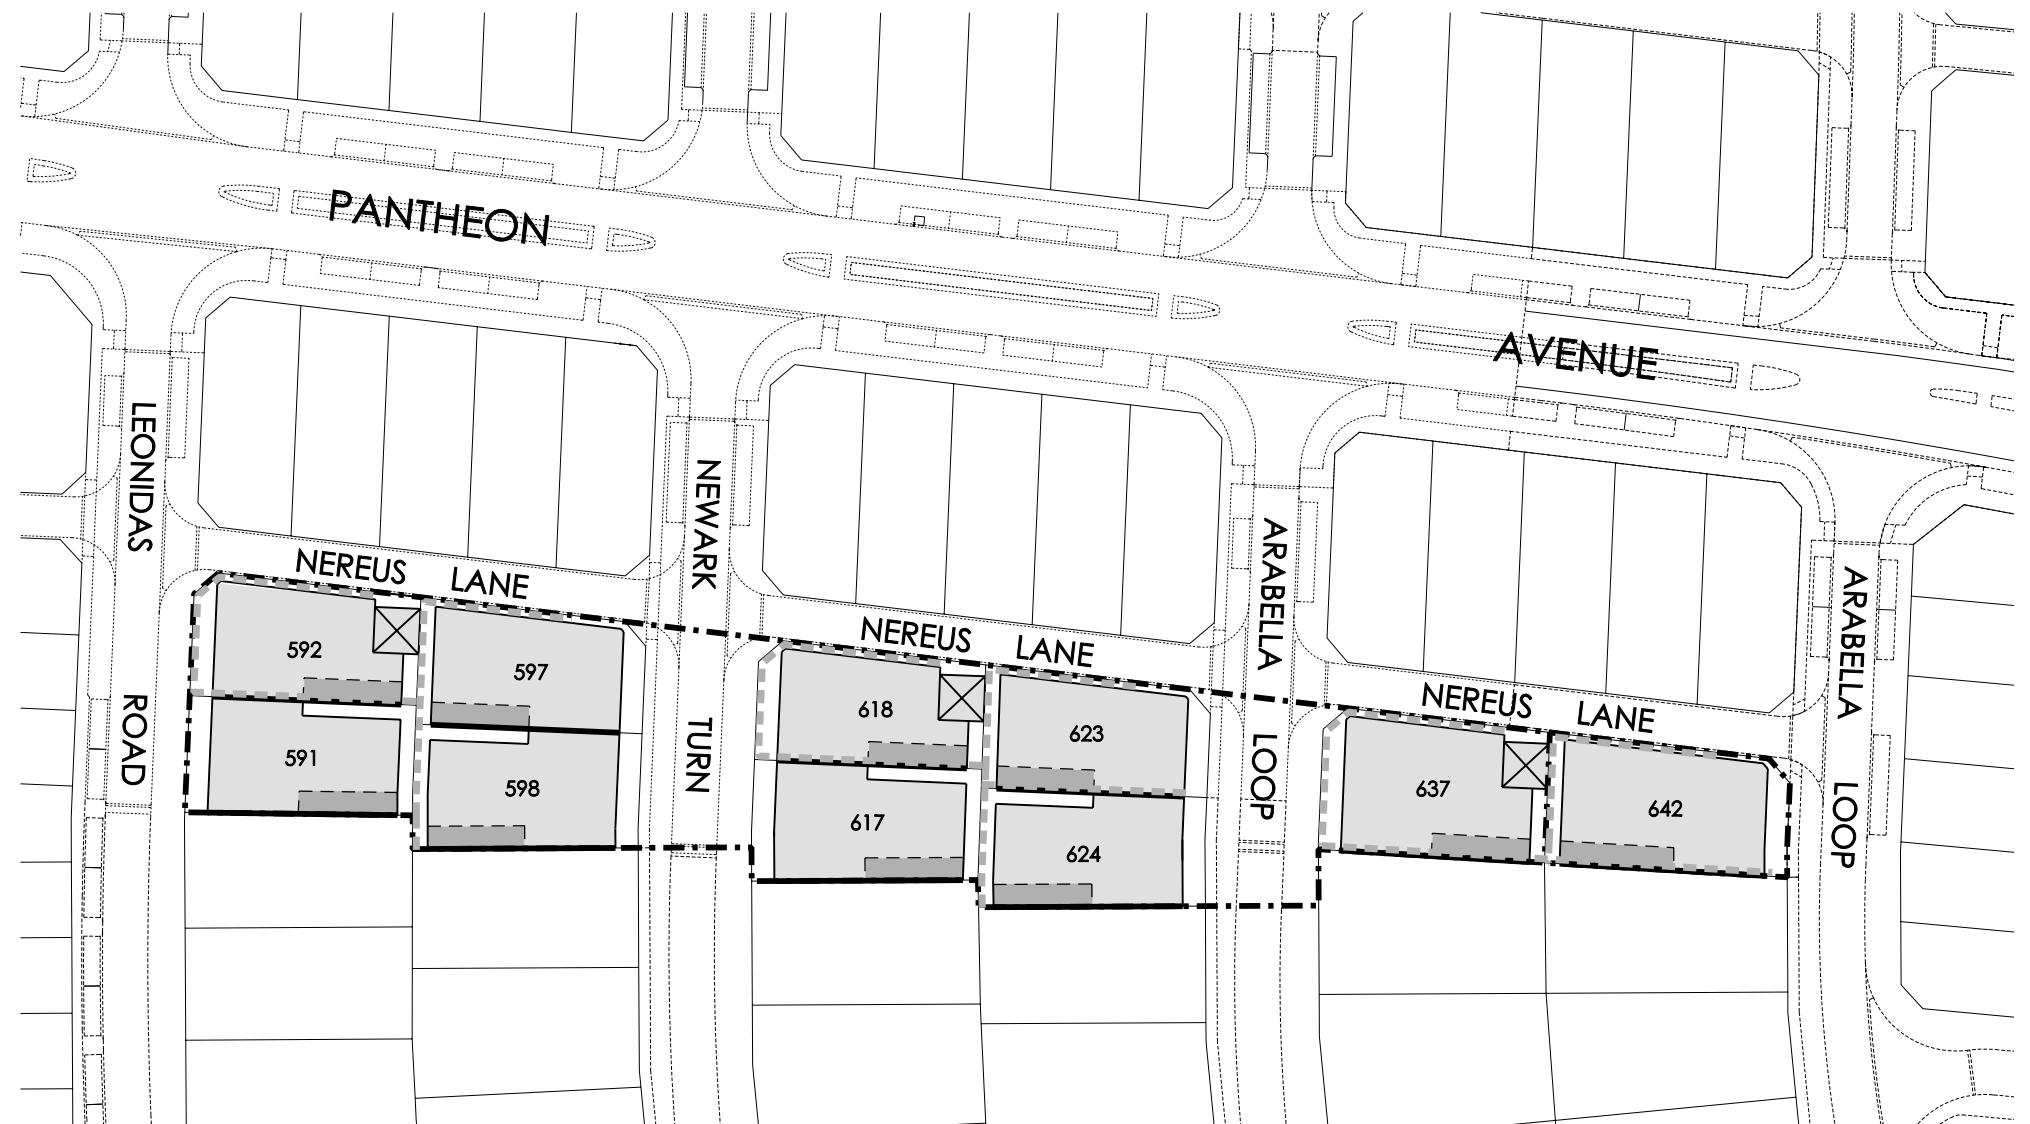 PANTHEON
AVENUE
LEONIDAS
ROAD
NEWARK
TURN
ARABELLA
LOOP
ARABELLA
LOOP
NEREUS LANE
NEREUS LANE
NEREUS LANE
592
597
591
598
618
623
617
624
637
642